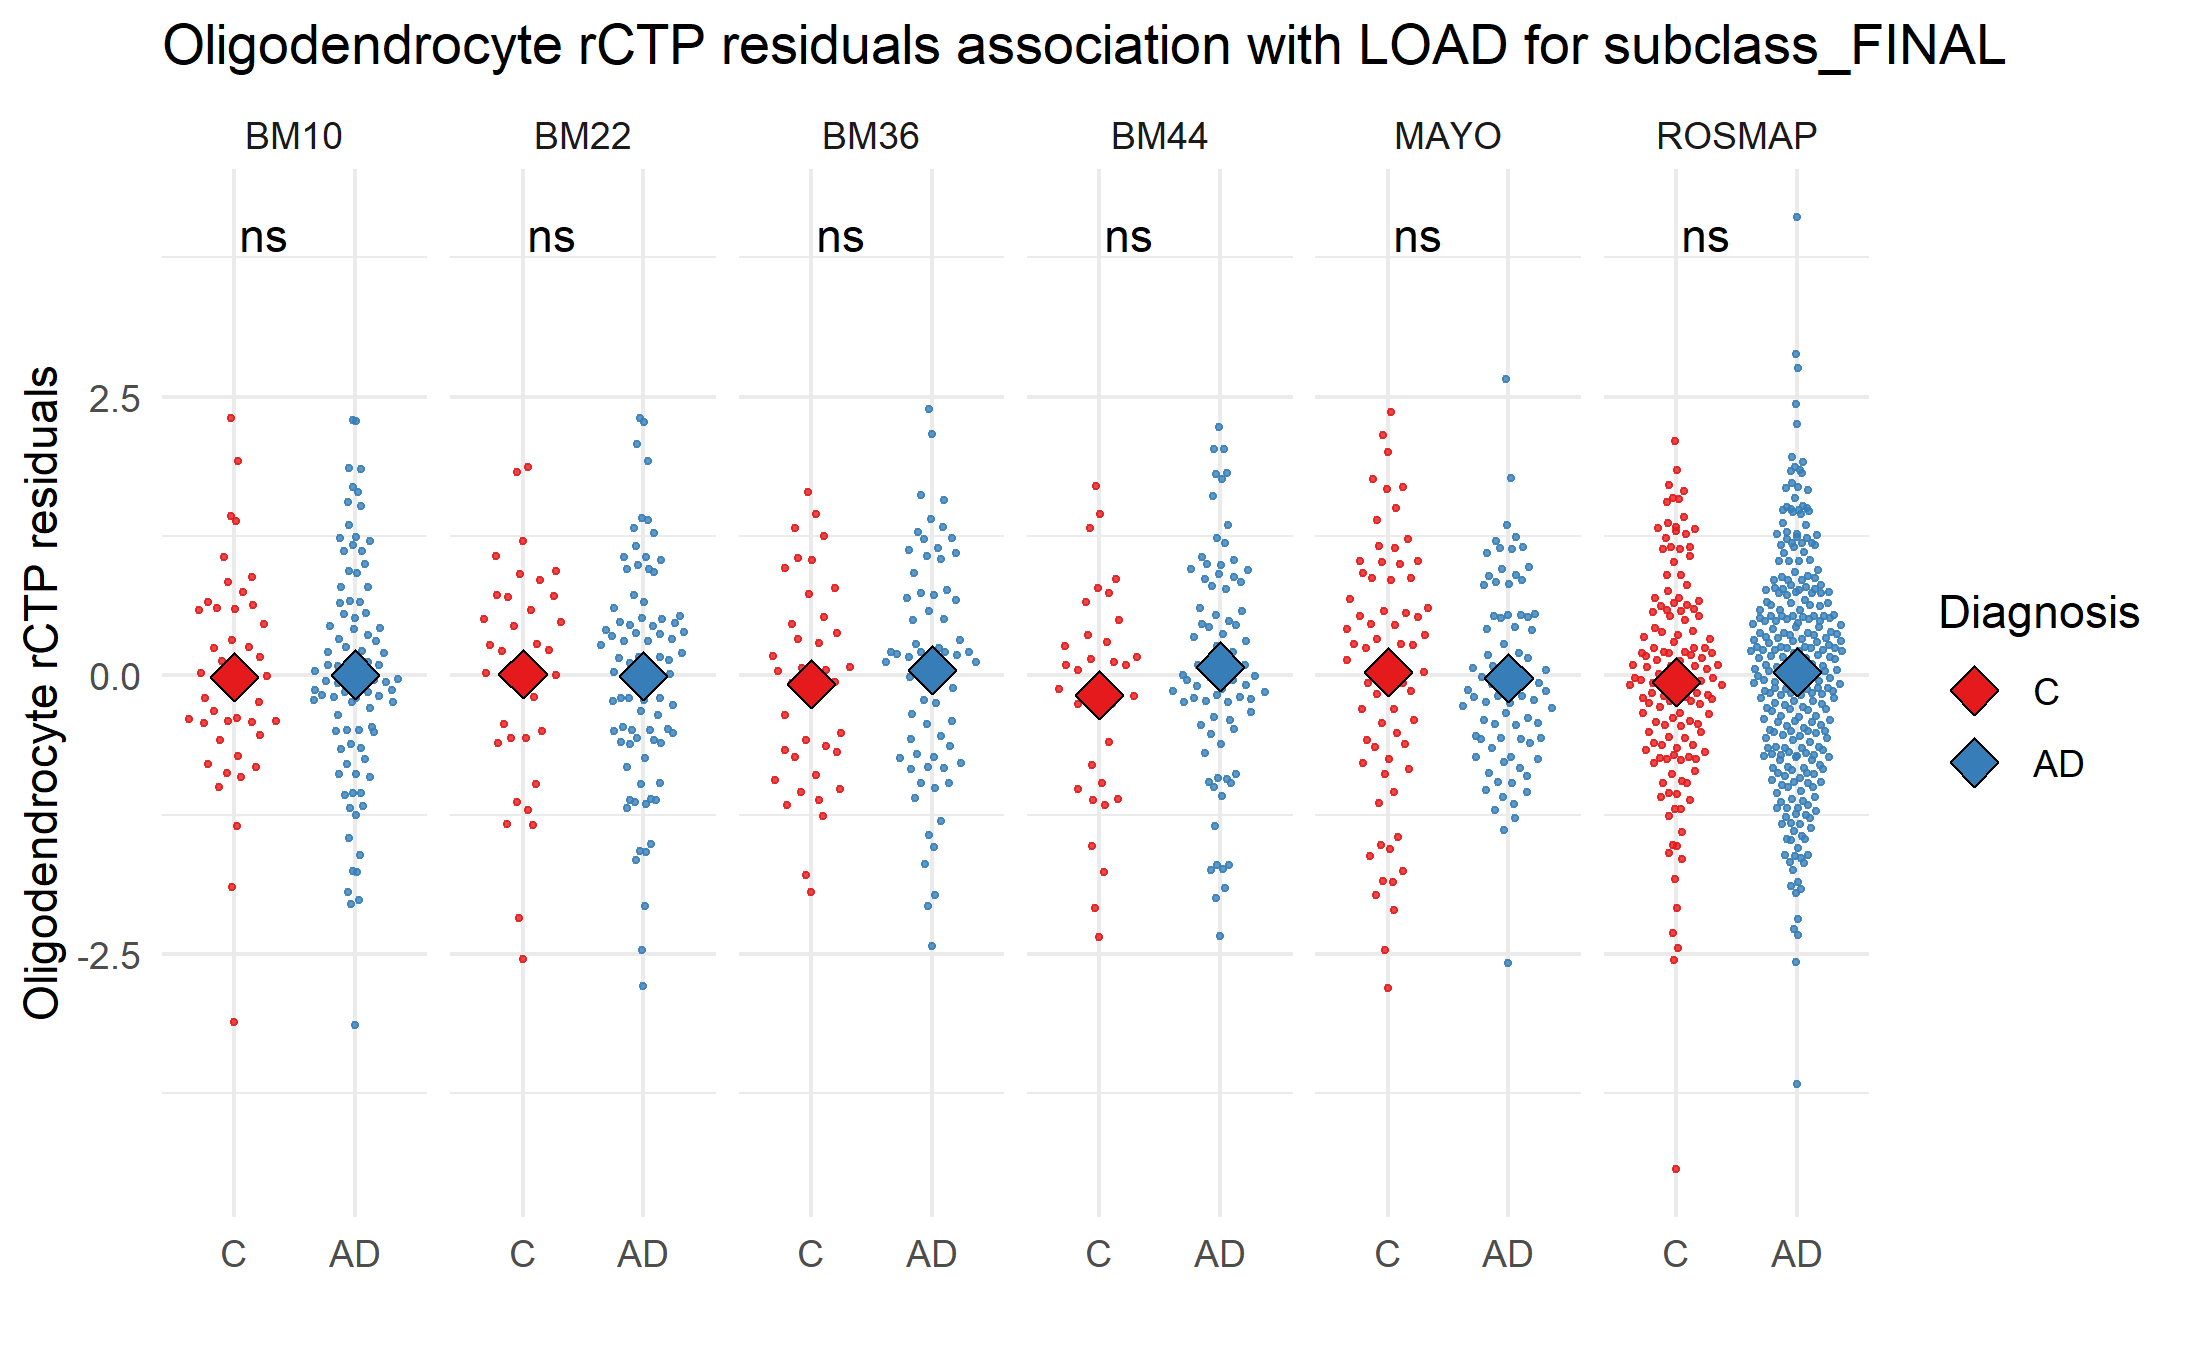 Oligodendrocyte rCTP residuals association with LOAD for subclass_FINAL
BM10 BM22 BM36 BM44 MAYO ROSMAP
ns ns ns ns ns ns
Oligodendrocyte rCTP residuals
2.5
0.0
-2.5
Diagnosis
C
AD
C AD C AD C AD C AD C AD C AD